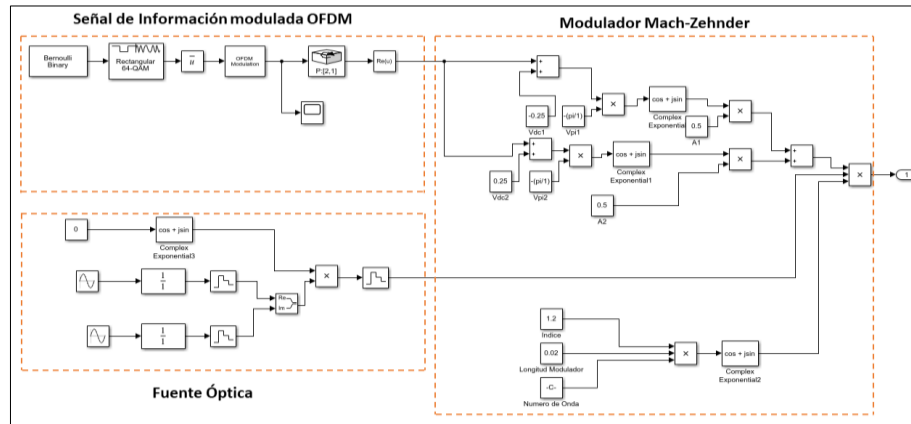 Señal de Información modulada OFDM
Bernoulli
Binary
Rectangular
64-QAM
u
OFDM
Modulation
P:[2,1]
Re(u)
Modulador Mach-Zehnder
+
+
-0.25
Vdc1
-(pi/1)
Vpi1
×
cos + jsin
Complex
Exponential
0.5
A1
×
+
+
0.25
Vdc2
-(pi/1)
Vpi2
×
cos + jsin
Complex
Exponential1
0.5
A2
×
+
+
×
1
0
cos + jsin
Complex
Exponential3
1
1
Re
Im
×
1
1
Fuente Óptica
1.2
Indice
0.02
Longitud Modulador
-C-
Numero de Onda
×
cos + jsin
Complex
Exponential2